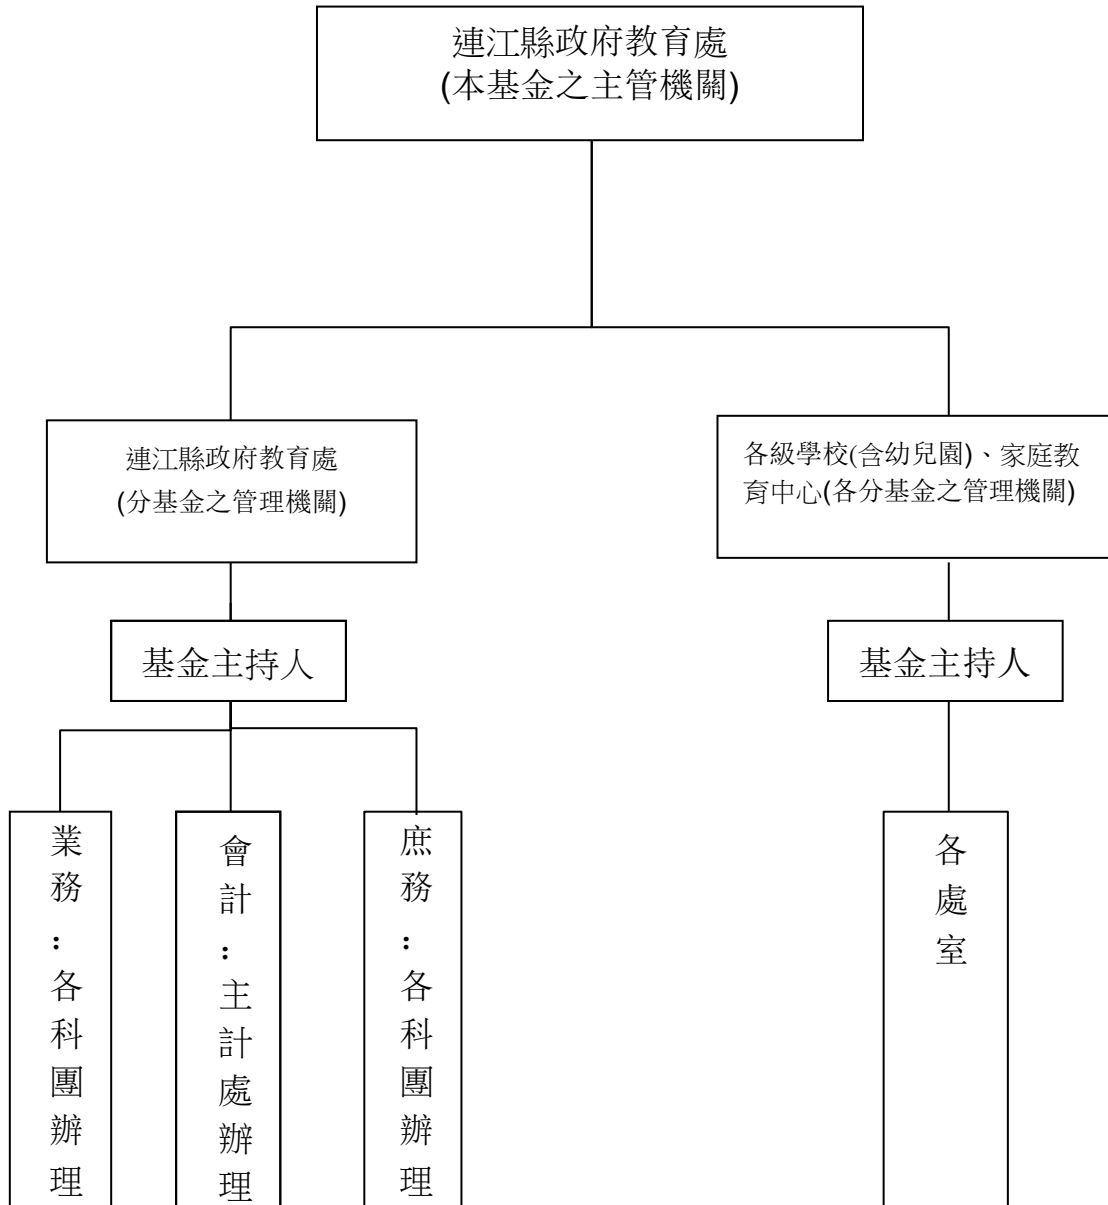 連江縣政府教育處
(本基金之主管機關)
連江縣政府教育處
(分基金之管理機關)
各級學校(含幼兒園)、家庭教
育中心(各分基金之管理機關)
基金主持人
基金主持人
業務：各科團辦理
會計：主計處辦理
庶務：各科團辦理
各處室